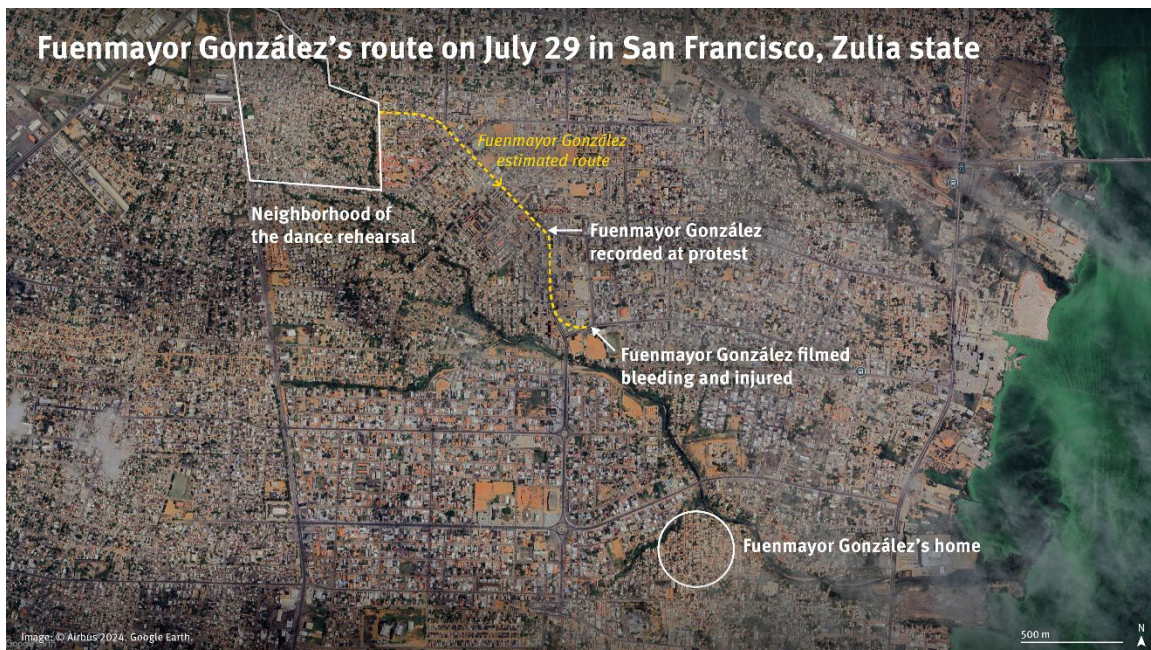 Fuenmayor González’s route on July 29 in San Francisco, Zulia state
Fuenmayor González
estimated route
Neighborhood of
the dance rehearsal
Fuenmayor González
recorded at protest
Fuenmayor González filmed
bleeding and injured
Fuenmayor González’s home
Image: © Airbus 2024. Google Earth.
Google Earth
500 m
N